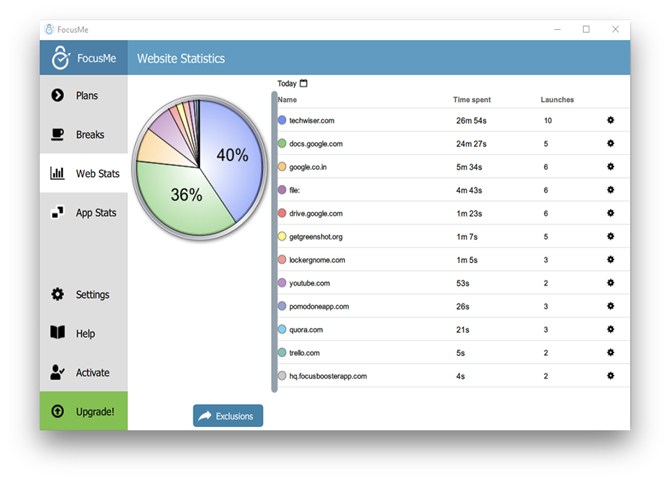 FocusMe
FocusMe
Website Statistics
Plans
Breaks
Web Stats
App Stats
Settings
Help
Activate
Upgrade!
40%
36%
Exclusions
Today
Name Time spent Launches
techwiser.com 26m 54s 10
docs.google.com 24m 27s 5
google.co.in 5m 34s 6
file: 4m 43s 6
drive.google.com 1m 23s 6
getgreenshot.org 1m 7s 5
lockergnome.com 1m 5s 3
youtube.com 53s 2
pomodoneapp.com 26s 3
quora.com 21s 3
trello.com 5s 2
hq.focusboosterapp.com 4s 2